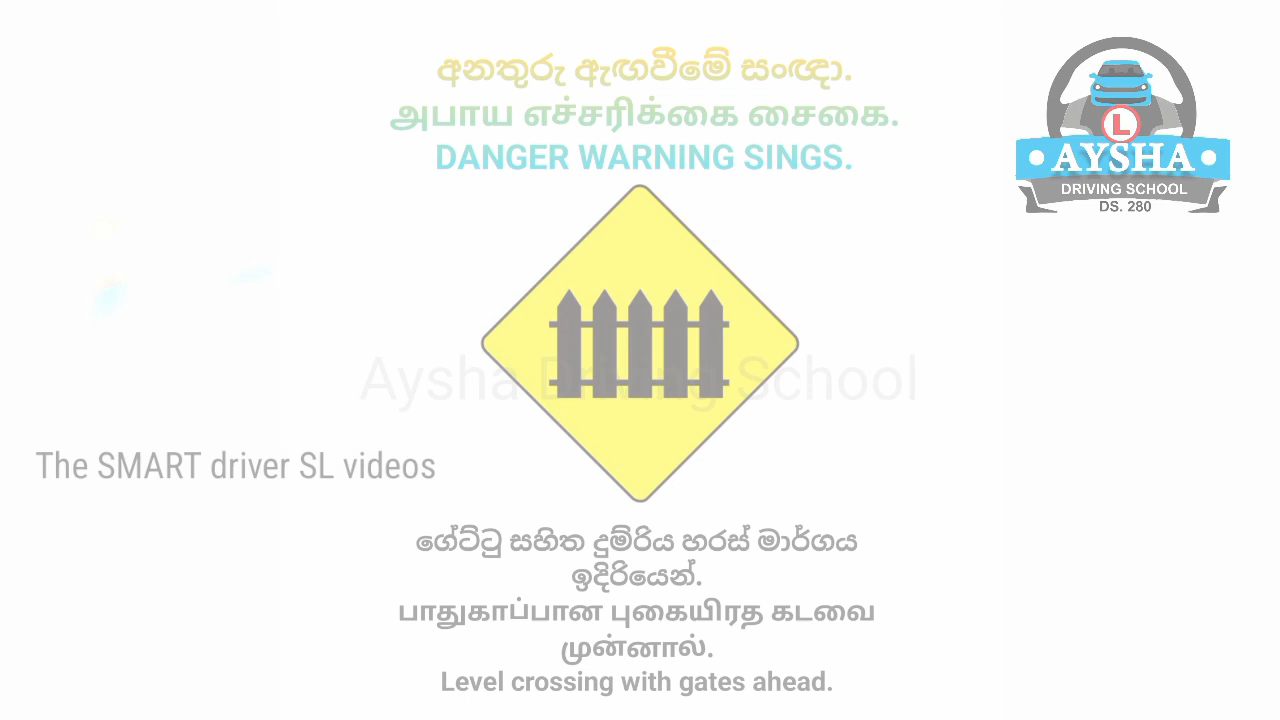 අනතුරු ඇඟවීමේ සංඥා.
அபாய எச்சரிக்கை சைகை.
DANGER WARNING SINGS.
L
AYSHA
DRIVING SCHOOL
DS. 280
Aysha Driving School
The SMART driver SL videos
ගේට්ටු සහිත දුම්රිය හරස් මාර්ගය
ඉදිරියෙන්.
பாதுகாப்பான புகையிரத கடவை
முன்னால்.
Level crossing with gates ahead.